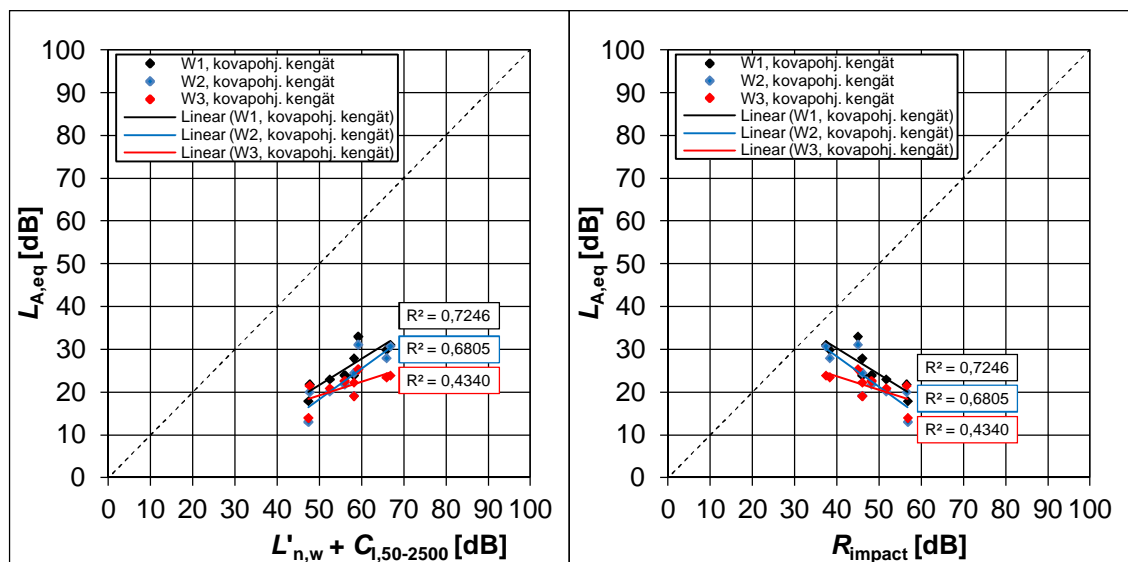 100
90
80
70
60
50
40
30
20
10
0
L_A,eq [dB]
W1, kovapohj. kengät
W2, kovapohj. kengät
W3, kovapohj. kengät
Linear (W1, kovapohj. kengät)
Linear (W2, kovapohj. kengät)
Linear (W3, kovapohj. kengät)
R² = 0,7246
R² = 0,6805
R² = 0,4340
0 10 20 30 40 50 60 70 80 90 100
L'n,w + CI,50-2500 [dB]
100
90
80
70
60
50
40
30
20
10
0
L_A,eq [dB]
W1, kovapohj. kengät
W2, kovapohj. kengät
W3, kovapohj. kengät
Linear (W1, kovapohj. kengät)
Linear (W2, kovapohj. kengät)
Linear (W3, kovapohj. kengät)
R² = 0,7246
R² = 0,6805
R² = 0,4340
0 10 20 30 40 50 60 70 80 90 100
Rimpact [dB]